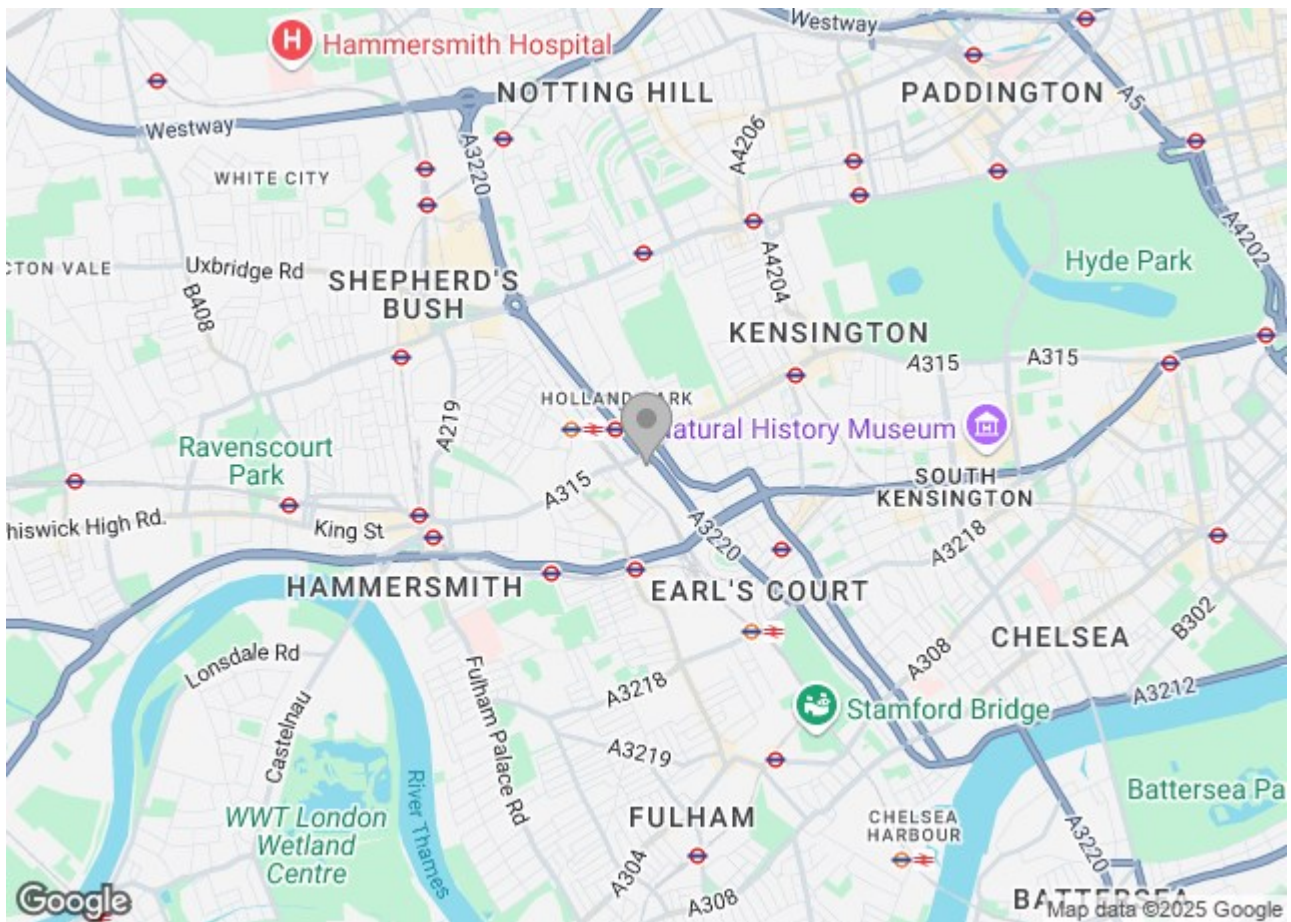 Westway
Hammersmith Hospital
NOTTING HILL
PADDINGTON
A5
Westway
A3220
A4206
WHITE CITY
A4202
CTON VALE
Uxbridge Rd
SHEPHERD'S
BUSH
A4204
Hyde Park
B408
KENSINGTON
A315
A315
HOLLAND PARK
A219
Natural History Museum
Ravenscourt
Park
SOUTH
KENSINGTON
A315
hiswick High Rd.
King St
A3220
A3218
HAMMERSMITH
EARL'S COURT
B302
CHELSEA
Lonsdale Rd
A308
A3218
A3212
Castelnau
Fulham Palace Rd
Stamford Bridge
A3219
River Thames
Battersea Pa
WWT London
Wetland
Centre
FULHAM
CHELSEA
HARBOUR
A3220
A304
A308
BATTERSEA
Google
Map data ©2025 Google